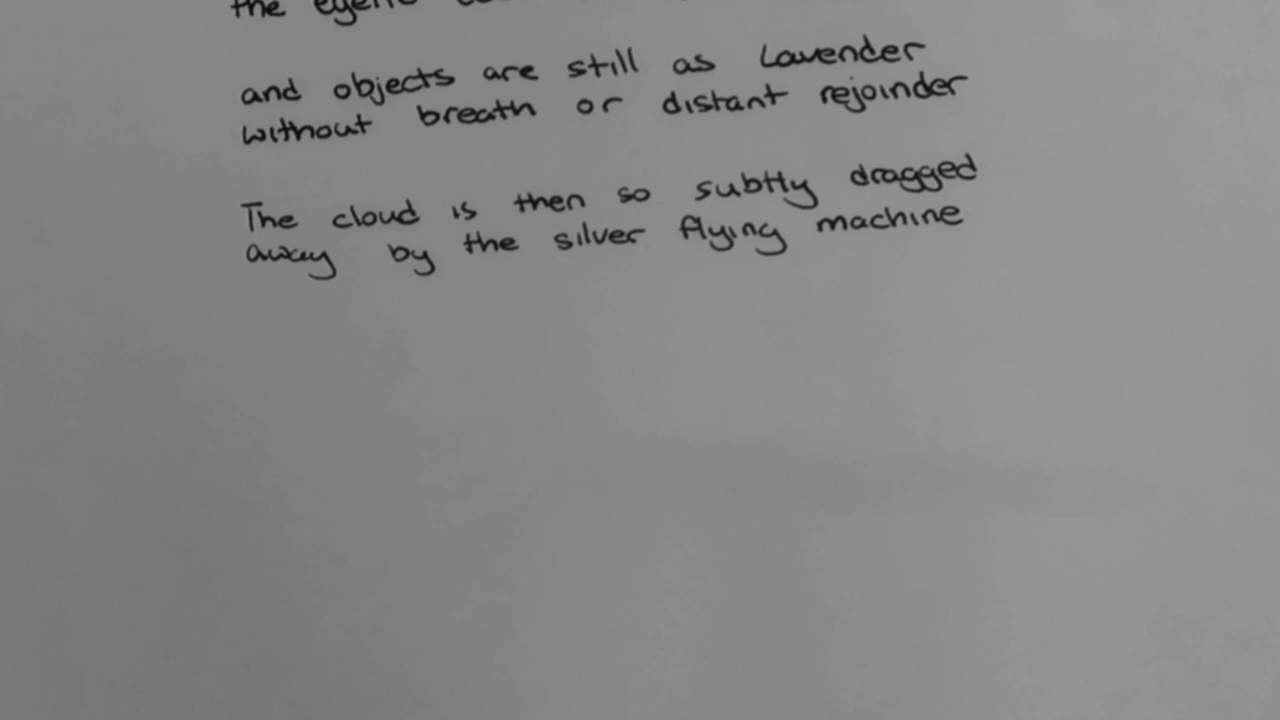 the
and objects are still as Lavender
without breath or distant rejoinder
The cloud is then so subtly dragged
away by the silver flying machine